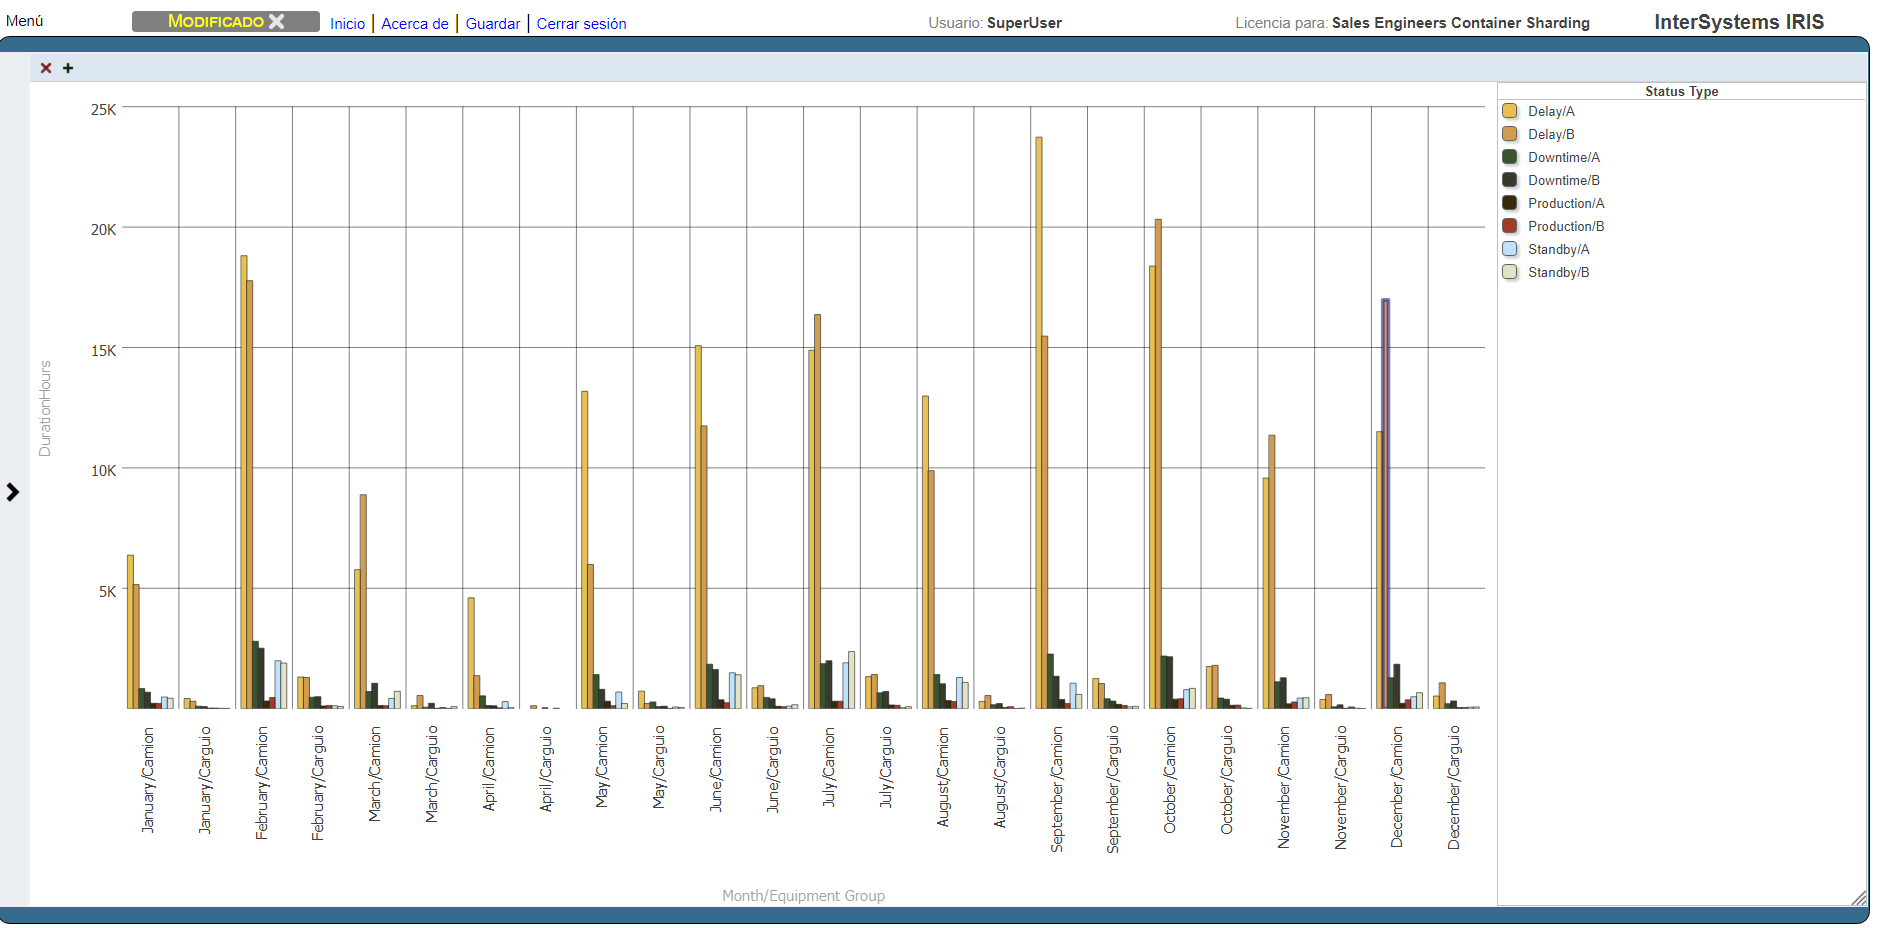 Menú
MODIFICADO
Inicio | Acerca de | Guardar | Cerrar sesión
Usuario: SuperUser
Licencia para: Sales Engineers Container Sharding
InterSystems IRIS
25K
20K
15K
10K
5K
DurationHours
January/Camion
January/Carguio
February/Camion
February/Carguio
March/Camion
March/Carguio
April/Camion
April/Carguio
May/Camion
May/Carguio
June/Camion
June/Carguio
July/Camion
July/Carguio
August/Camion
August/Carguio
September/Camion
September/Carguio
October/Camion
October/Carguio
November/Camion
November/Carguio
December/Camion
December/Carguio
Month/Equipment Group
Status Type
Delay/A
Delay/B
Downtime/A
Downtime/B
Production/A
Production/B
Standby/A
Standby/B